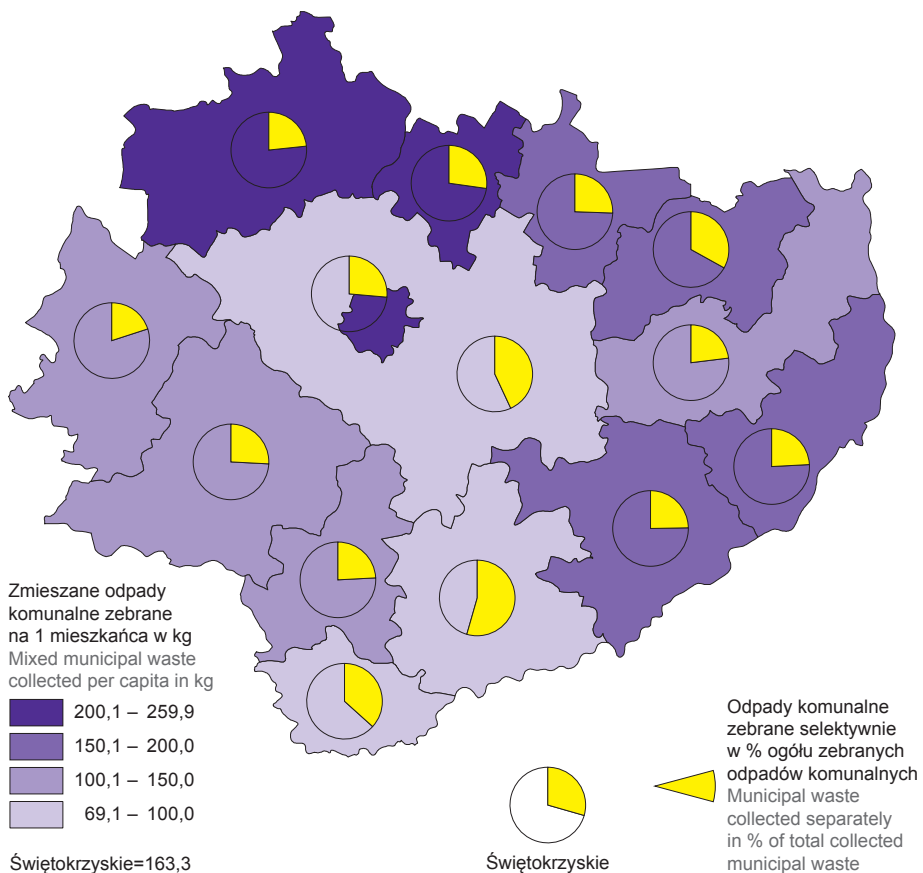 Zmieszane odpady
komunalne zebrane
na 1 mieszkańca w kg
Mixed municipal waste
collected per capita in kg
200,1 – 259,9
150,1 – 200,0
100,1 – 150,0
69,1 – 100,0
Świętokrzyskie=163,3
Świętokrzyskie
Odpady komunalne
zebrane selektywnie
w % ogółu zebranych
odpadów komunalnych
Municipal waste
collected separately
in % of total collected
municipal waste